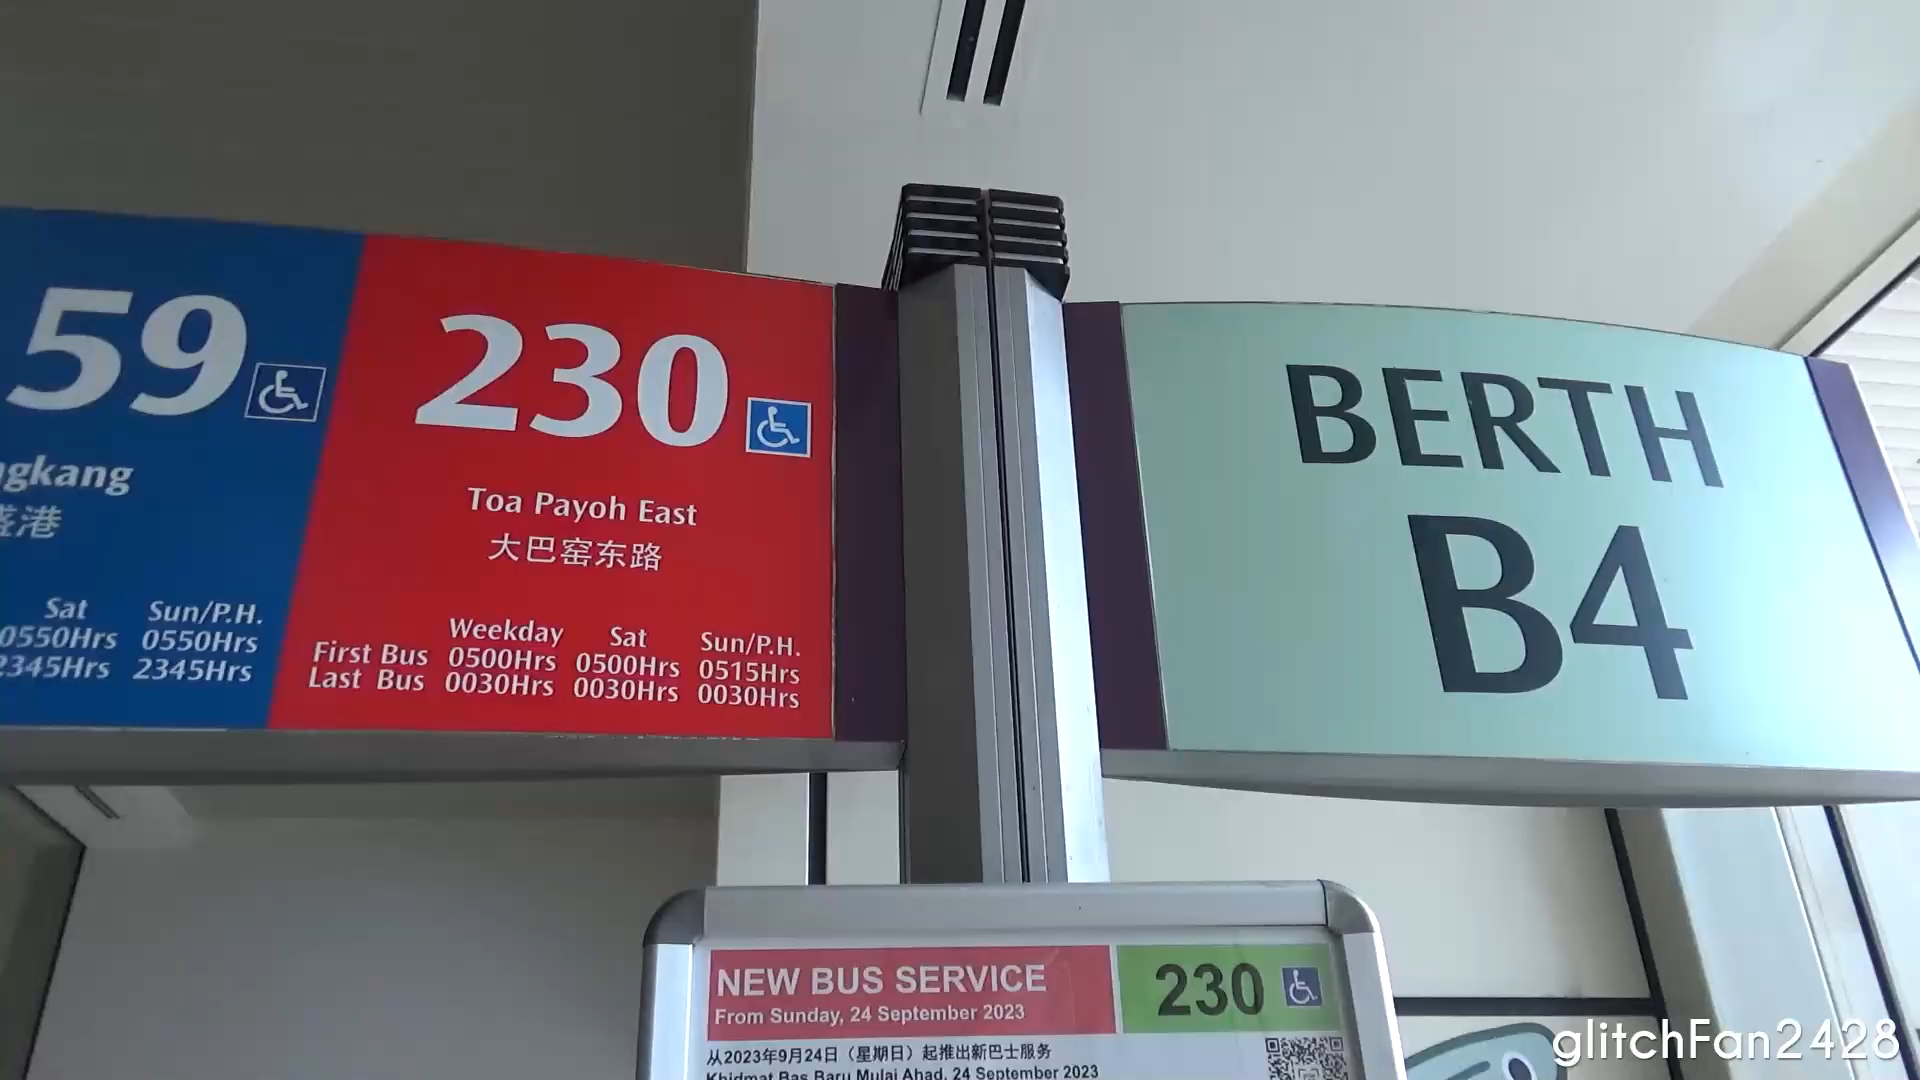 59
gkang
港
Sat Sun/P.H.
0550Hrs 0550Hrs
2345Hrs 2345Hrs
230
Toa Payoh East
大巴窑东路
Weekday Sat Sun/P.H.
First Bus 0500Hrs 0500Hrs 0515Hrs
Last Bus 0030Hrs 0030Hrs 0030Hrs
BERTH
B4
NEW BUS SERVICE
From Sunday, 24 September 2023
230
从2023年9月24日（星期日）起推出新巴士服务
Khidmat Bas Baru Mulai Ahad, 24 September 2023
glitchFan2428